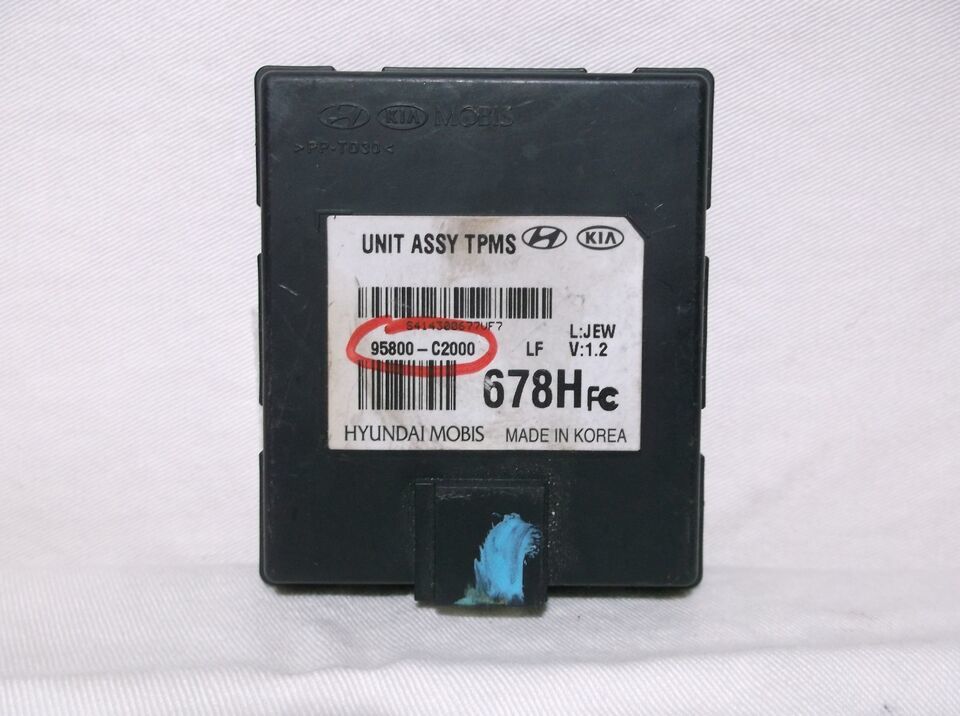 KIA MOBIS
>PP-TD30<
UNIT ASSY TPMS KIA
S414300677VF7
L:JEW
95800-C2000 LF V:1.2
678H FC
HYUNDAI MOBIS MADE IN KOREA